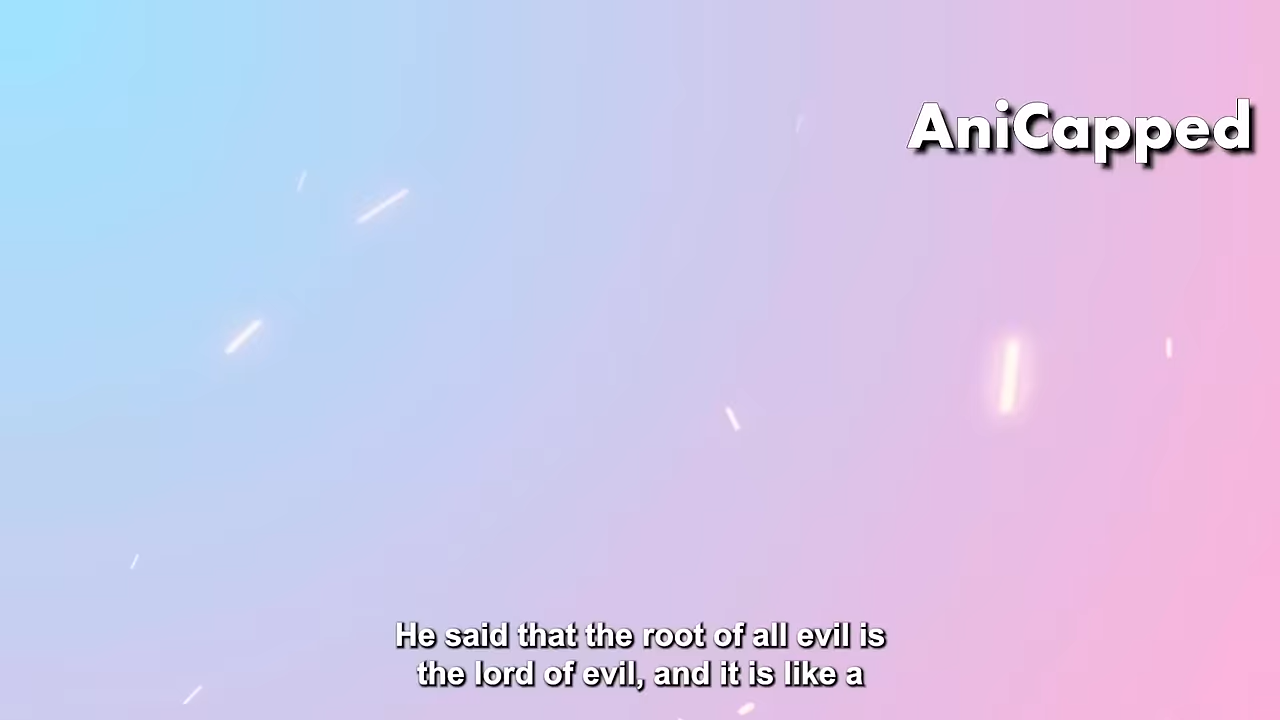 AniCapped
He said that the root of all evil is
the lord of evil, and it is like a